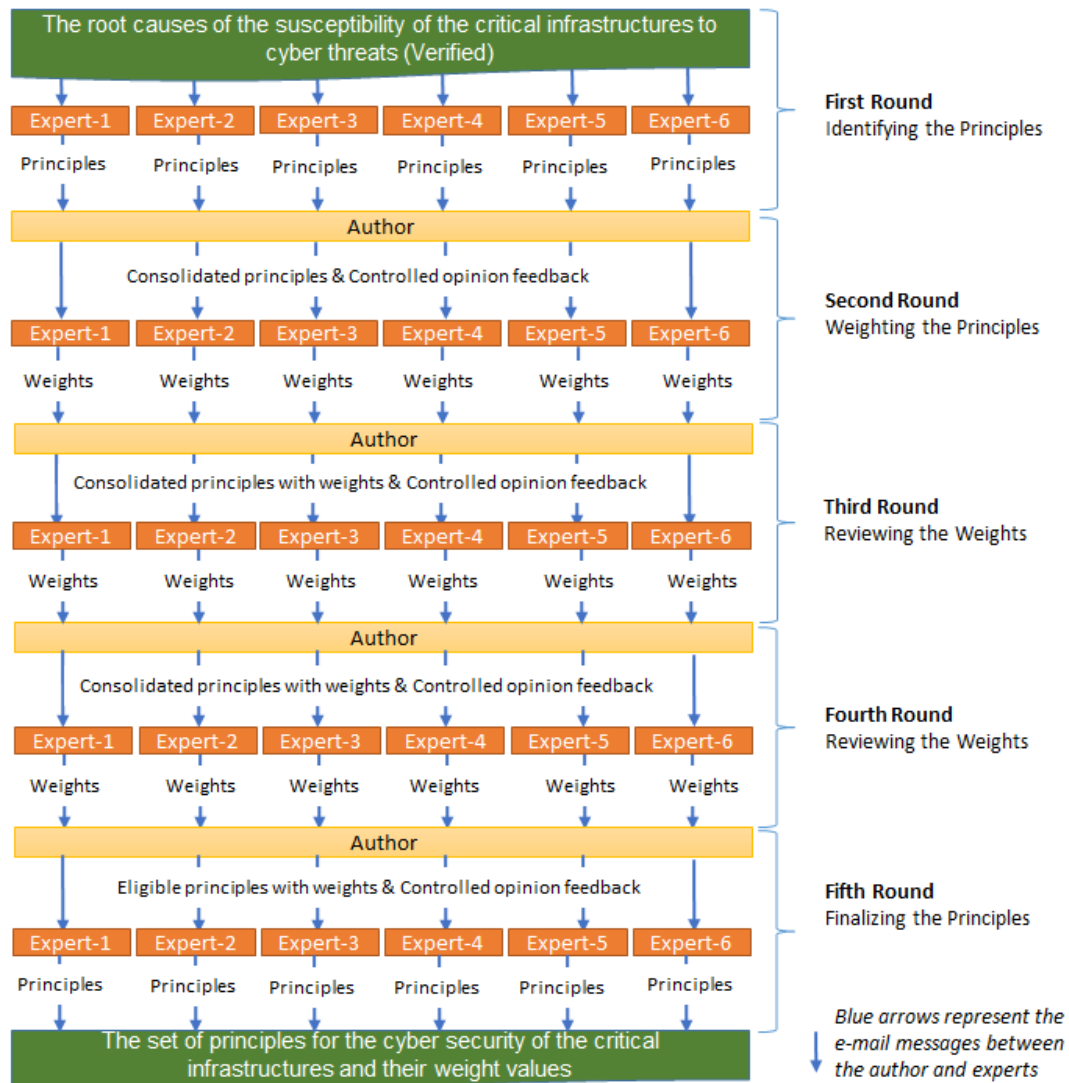 The root causes of the susceptibility of the critical infrastructures to
cyber threats (Verified)
Expert-1 Expert-2 Expert-3 Expert-4 Expert-5 Expert-6
Principles Principles Principles Principles Principles Principles
First Round
Identifying the Principles
Author
Consolidated principles & Controlled opinion feedback
Expert-1 Expert-2 Expert-3 Expert-4 Expert-5 Expert-6
Weights Weights Weights Weights Weights Weights
Second Round
Weighting the Principles
Author
Consolidated principles with weights & Controlled opinion feedback
Expert-1 Expert-2 Expert-3 Expert-4 Expert-5 Expert-6
Weights Weights Weights Weights Weights Weights
Third Round
Reviewing the Weights
Author
Consolidated principles with weights & Controlled opinion feedback
Expert-1 Expert-2 Expert-3 Expert-4 Expert-5 Expert-6
Weights Weights Weights Weights Weights Weights
Fourth Round
Reviewing the Weights
Author
Eligible principles with weights & Controlled opinion feedback
Expert-1 Expert-2 Expert-3 Expert-4 Expert-5 Expert-6
Principles Principles Principles Principles Principles Principles
Fifth Round
Finalizing the Principles
The set of principles for the cyber security of the critical
infrastructures and their weight values
Blue arrows represent the
e-mail messages between
the author and experts